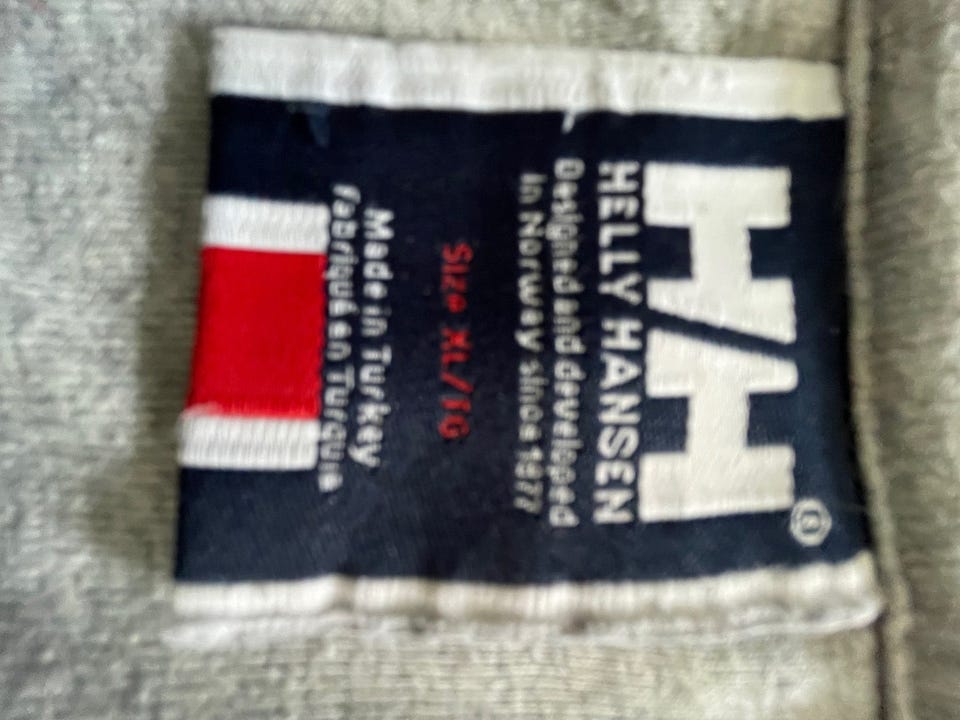 HH®
HELLY HANSEN
Designed and developed
in Norway since 1877
Size XL/TG
Made in Turkey
Fabriqué en Turquie